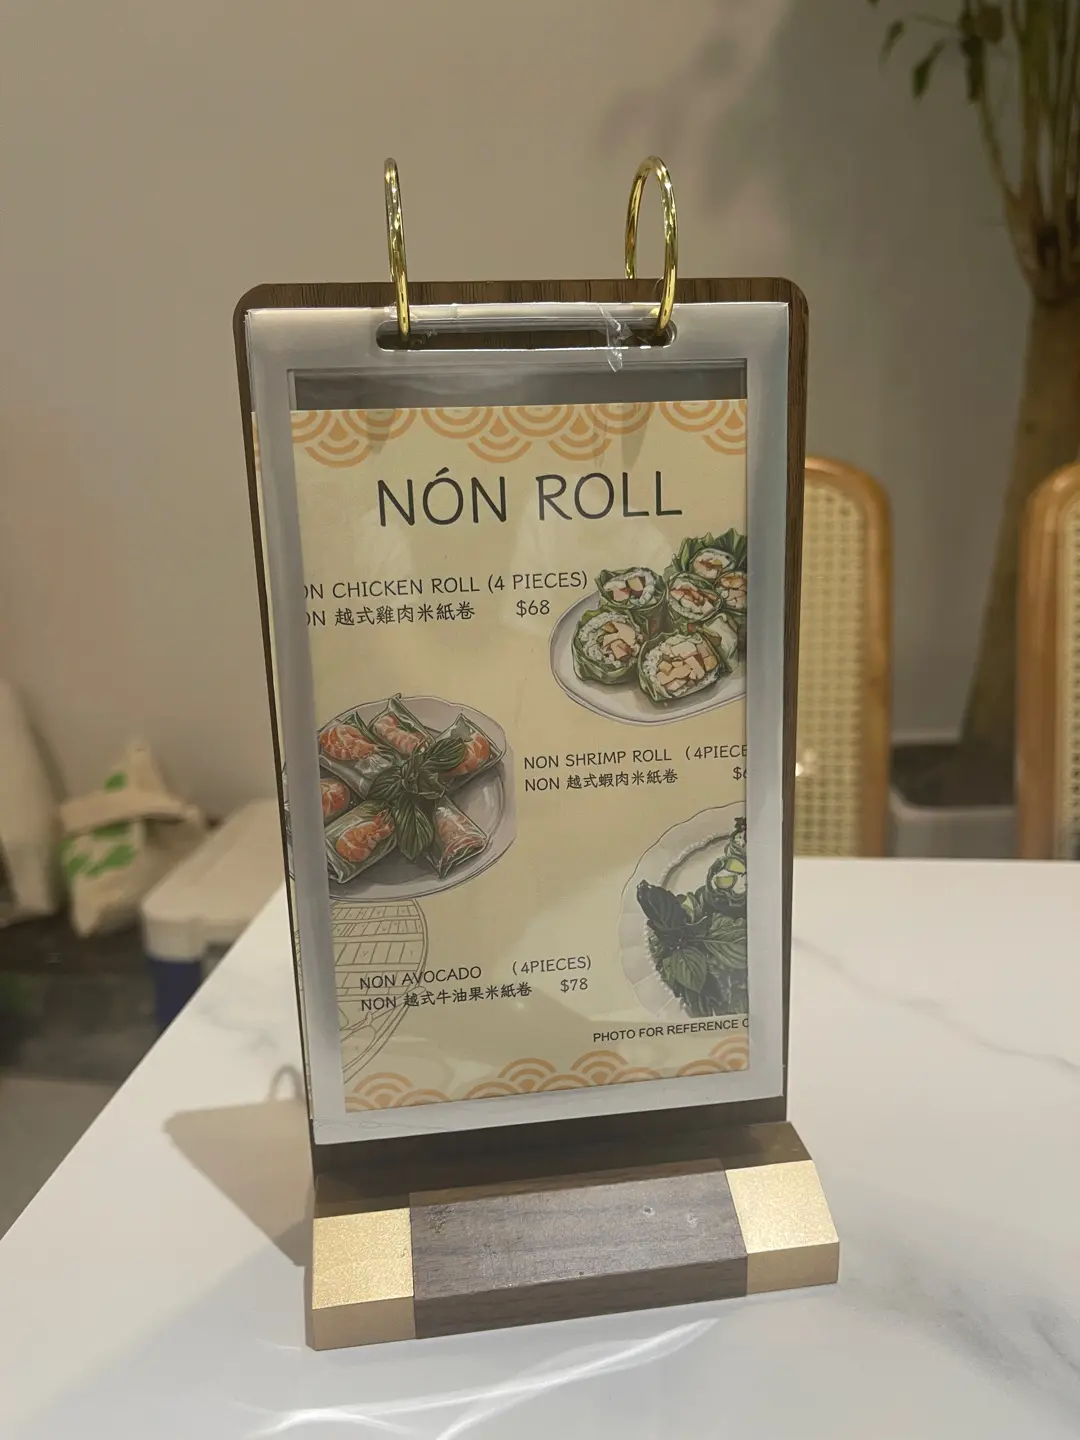 NÓN ROLL
ON CHICKEN ROLL (4 PIECES)
ON 越式雞肉米紙卷 $68
NON SHRIMP ROLL (4PIECE
NON 越式蝦肉米紙卷 $6
NON AVOCADO (4PIECES)
NON 越式牛油果米紙卷 $78
PHOTO FOR REFERENCE